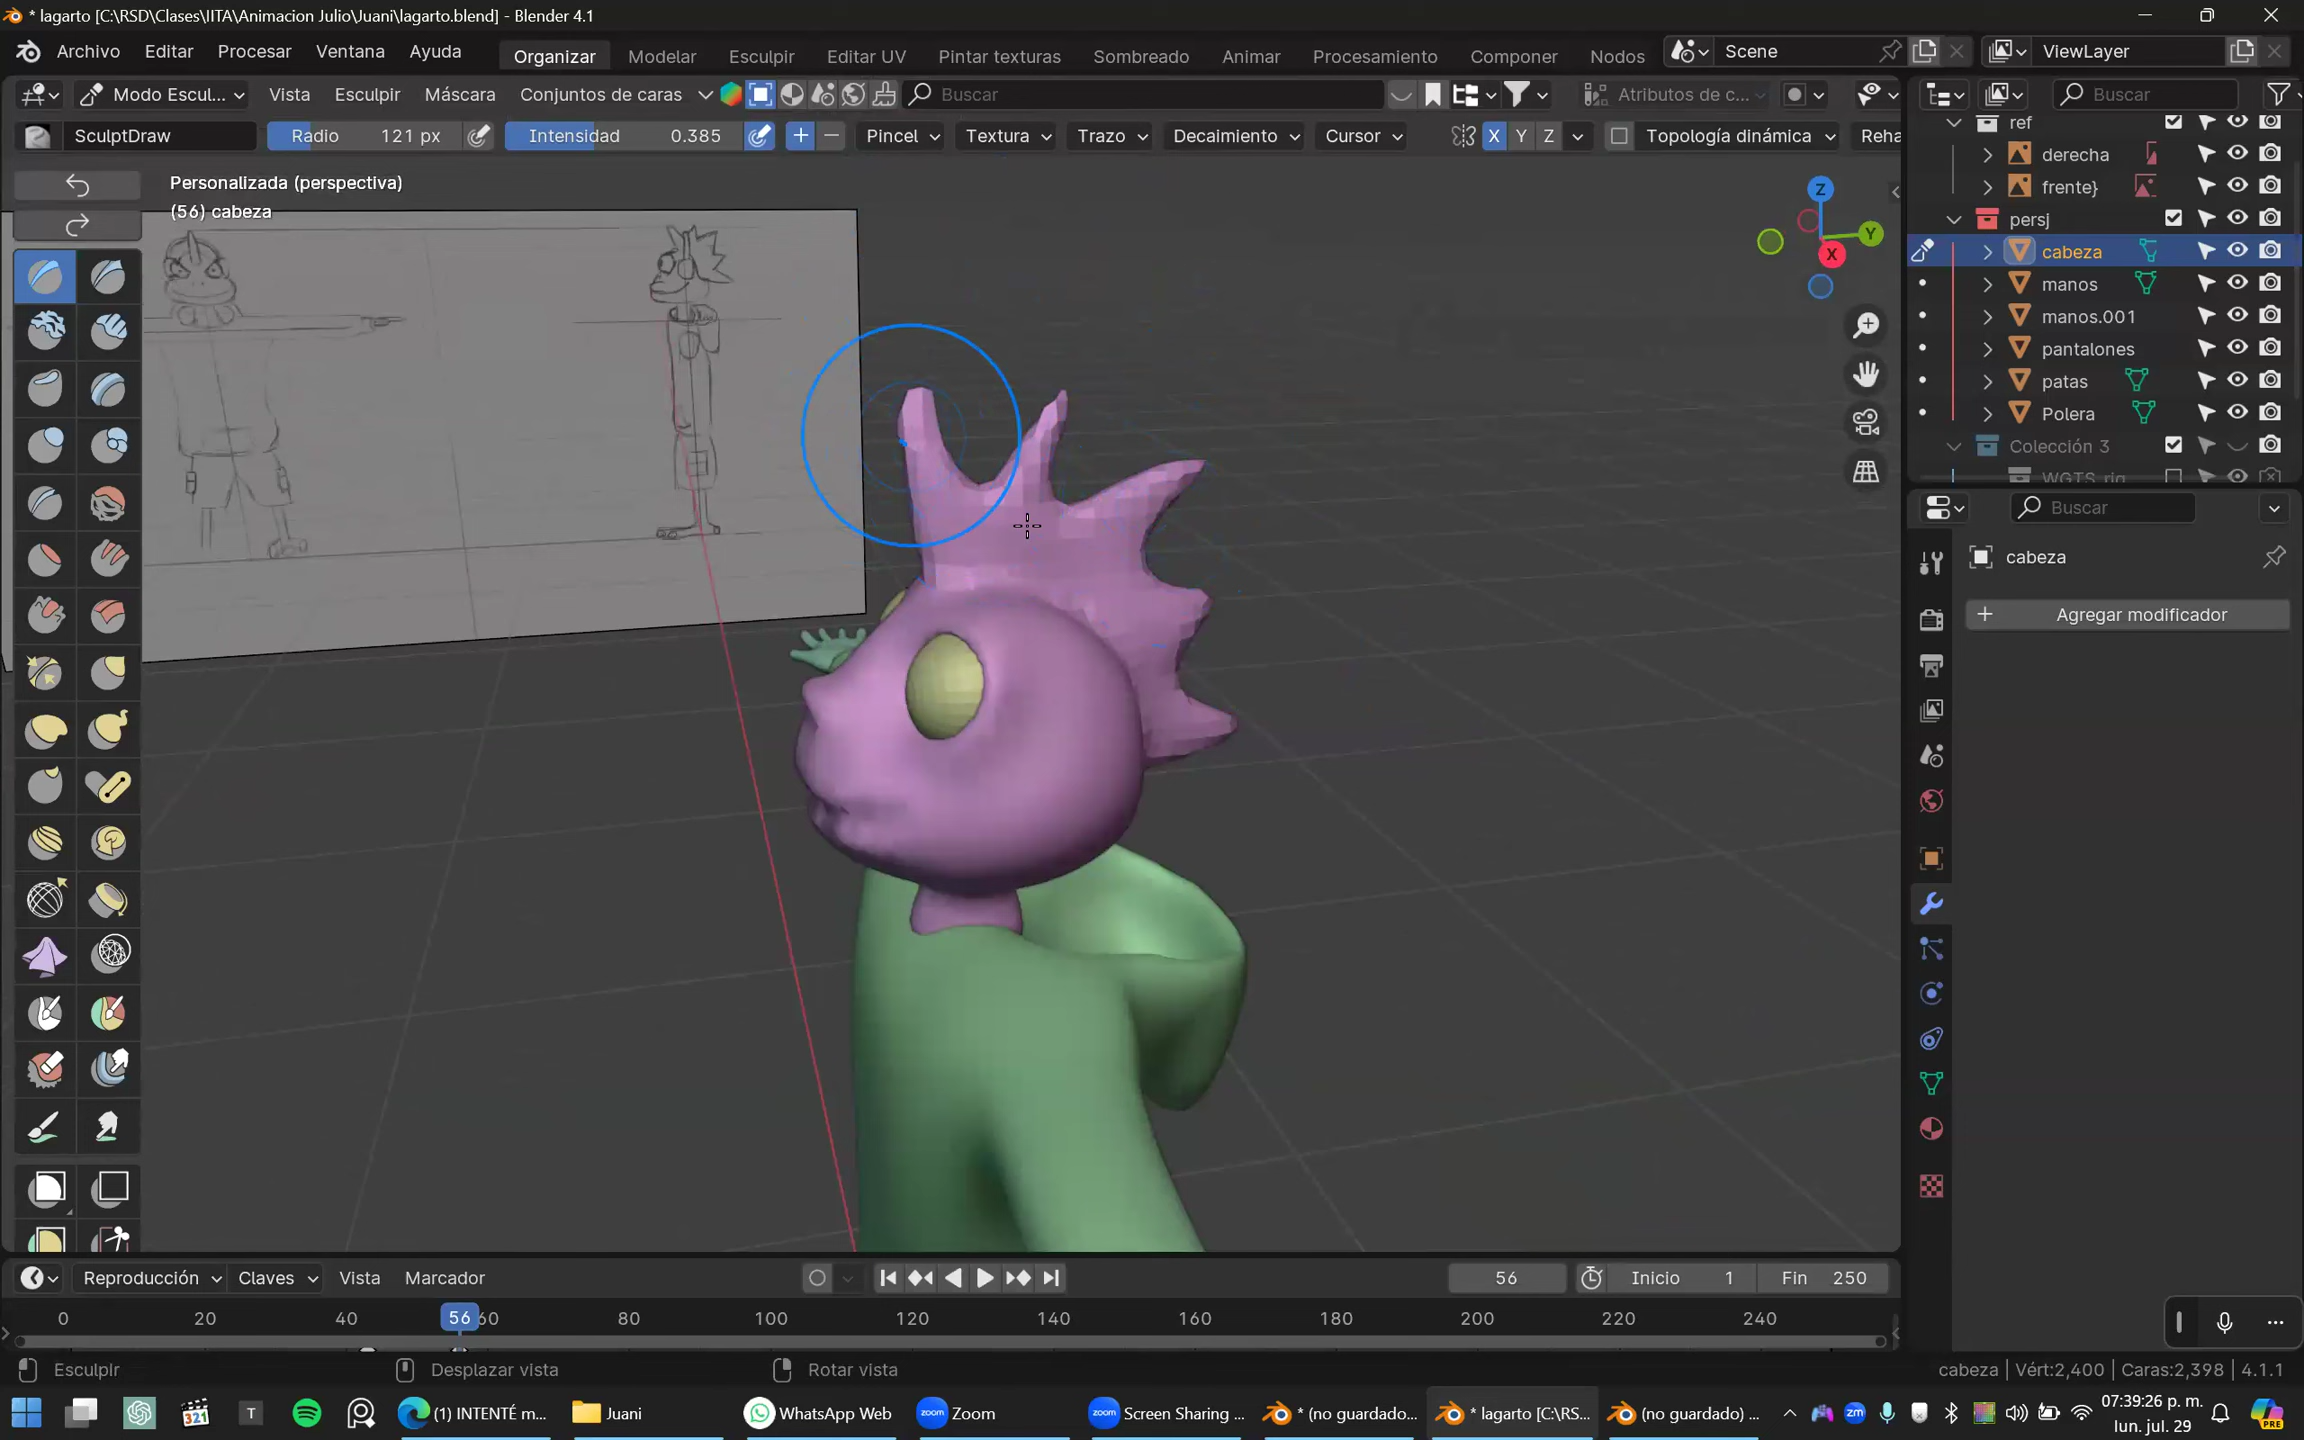 * lagarto [C:\RSD\Clases\IITA\Animacion Julio\Juani\lagarto.blend] - Blender 4.1
Archivo Editar Procesar Ventana Ayuda Organizar Modelar Esculpir Editar UV Pintar texturas Sombreado Animar Procesamiento Componer Nodos Scene ViewLayer
Modo Escul... Vista Esculpir Máscara Conjuntos de caras Buscar Atributos de c... Buscar
SculptDraw Radio 121 px Intensidad 0.385 Pincel Textura Trazo Decaimiento Cursor X Y Z Topología dinámica Reha
Personalizada (perspectiva)
(56) cabeza
Z
Y
X
ref
derecha
frente}
persj
cabeza
manos
manos.001
pantalones
patas
Polera
Colección 3
WGTS_rig
Buscar
cabeza
Agregar modificador
Reproducción Claves Vista Marcador 56 Inicio 1 Fin 250
0 20 40 56 60 80 100 120 140 160 180 200 220 240
Esculpir Desplazar vista Rotar vista cabeza | Vért:2,400 | Caras:2,398 | 4.1.1
321 T (1) INTENTÉ m... Juani WhatsApp Web zoom Zoom zoom Screen Sharing ... * (no guardado... * lagarto [C:\RS... (no guardado) ... zm 07:39:26 p. m. PRE
lun. jul. 29